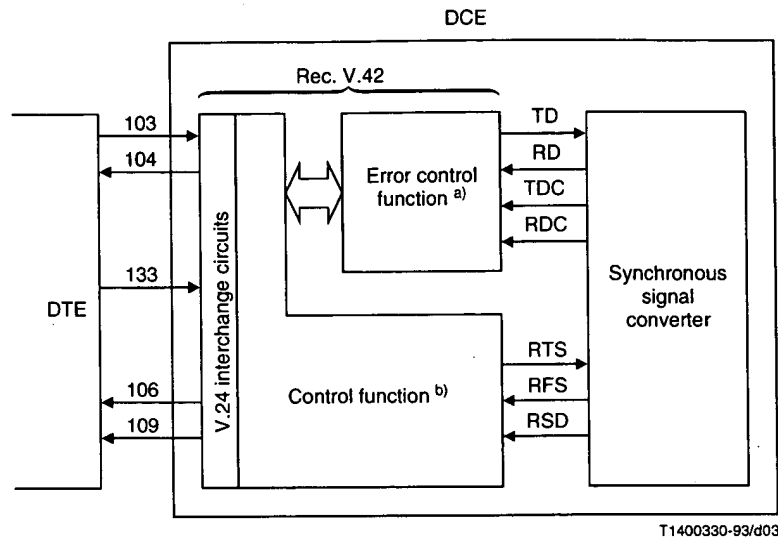 DCE
Rec. V.42
103
104
133
106
109
DTE
V.24 interchange circuits
Error control
function a)
Control function b)
TD
RD
TDC
RDC
RTS
RFS
RSD
Synchronous
signal
converter
T1400330-93/d03